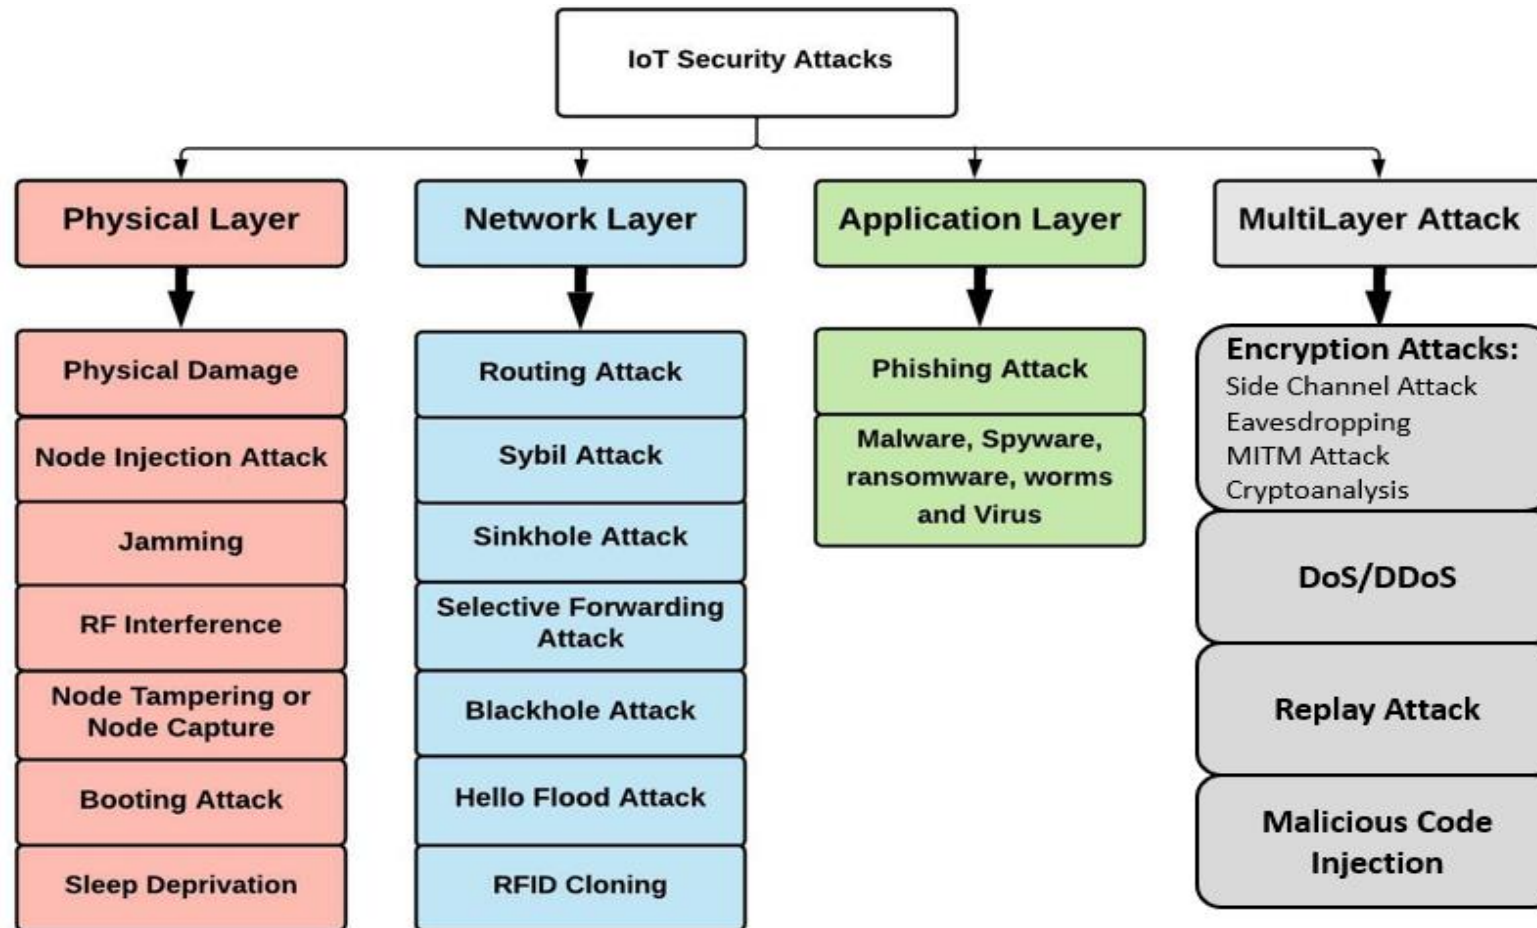 IoT Security Attacks
Physical Layer
Physical Damage
Node Injection Attack
Jamming
RF Interference
Node Tampering or
Node Capture
Booting Attack
Sleep Deprivation
Network Layer
Routing Attack
Sybil Attack
Sinkhole Attack
Selective Forwarding
Attack
Blackhole Attack
Hello Flood Attack
RFID Cloning
Application Layer
Phishing Attack
Malware, Spyware,
ransomware, worms
and Virus
MultiLayer Attack
Encryption Attacks:
Side Channel Attack
Eavesdropping
MITM Attack
Cryptoanalysis
DoS/DDoS
Replay Attack
Malicious Code
Injection